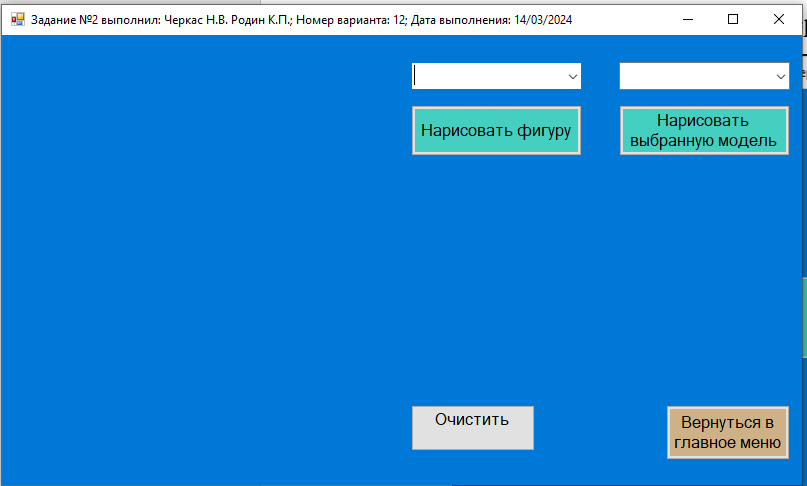 Задание №2 выполнил: Черкас Н.В. Родин К.П.; Номер варианта: 12; Дата выполнения: 14/03/2024
Нарисовать фигуру
Нарисовать
выбранную модель
Очистить
Вернуться в
главное меню